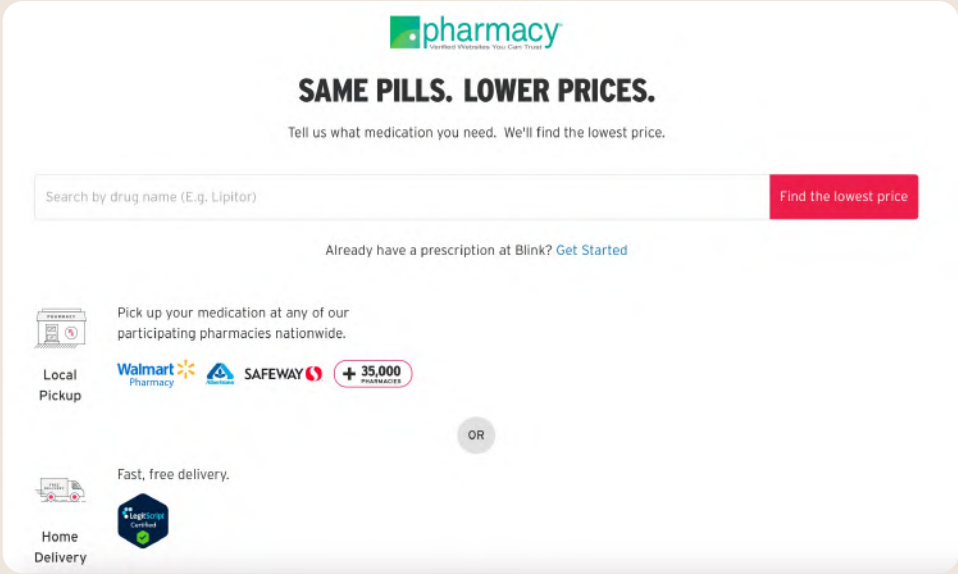 .pharmacy
Verified Websites You Can Trust
SAME PILLS. LOWER PRICES.
Tell us what medication you need. We'll find the lowest price.
Search by drug name (E.g. Lipitor)
Find the lowest price
Already have a prescription at Blink? Get Started
PHARMACY
Pick up your medication at any of our
participating pharmacies nationwide.
Local
Pickup
Walmart
Pharmacy
Albertsons
SAFEWAY
+ 35,000
PHARMACIES
OR
FREE
DELIVERY
Fast, free delivery.
Home
Delivery
LegitScript
Certified